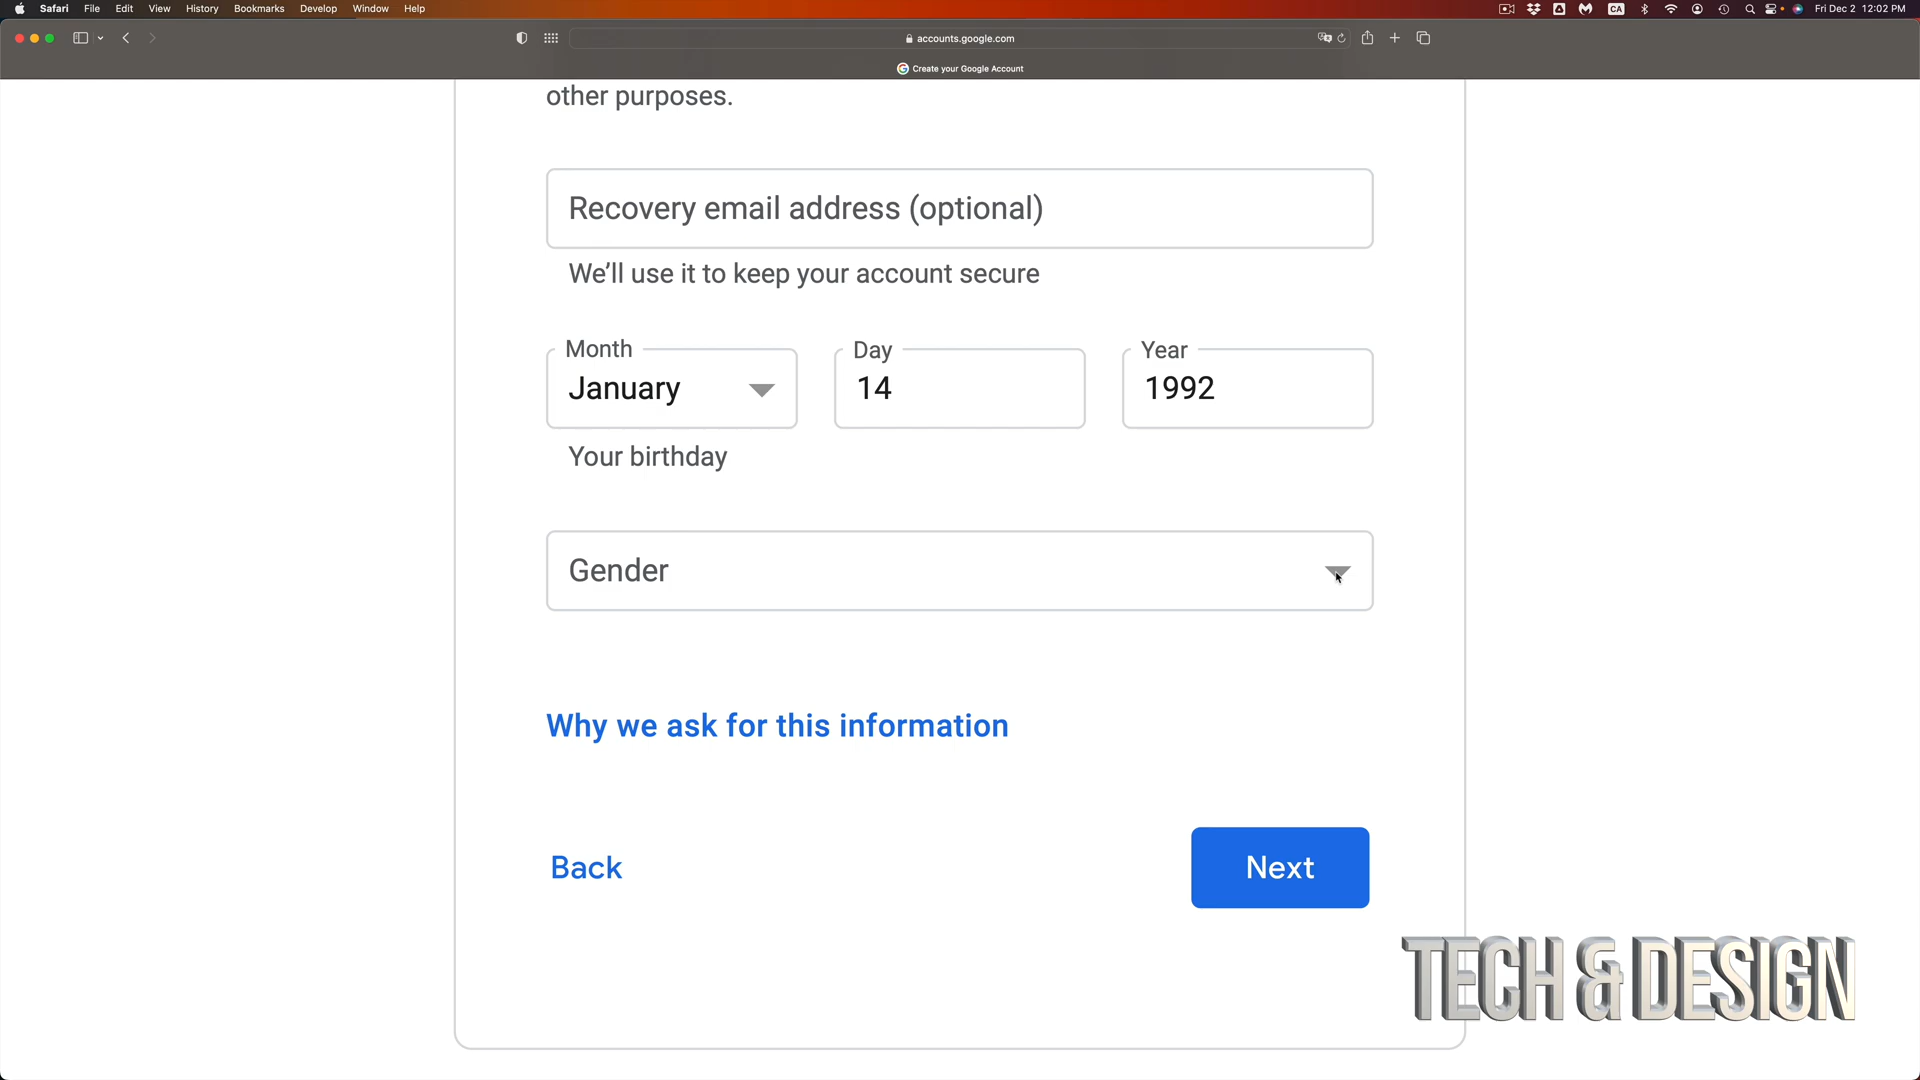 Safari File Edit View History Bookmarks Develop Window Help CA Fri Dec 2 12:02 PM
accounts.google.com
Create your Google Account
other purposes.
Recovery email address (optional)
We'll use it to keep your account secure
Month Day Year
January 14 1992
Your birthday
Gender
Why we ask for this information
Back Next
TECH & DESIGN